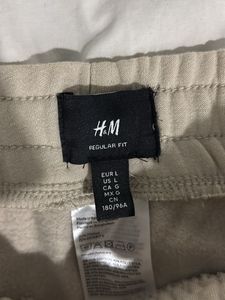 H&M
REGULAR FIT
EUR L
US L
CA G
MX G
CN
180/96A